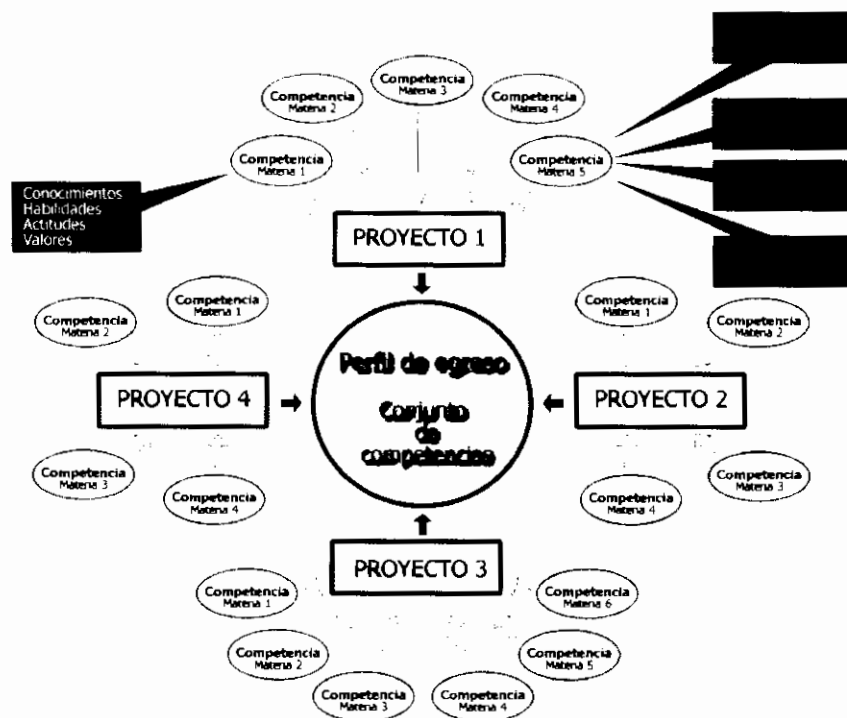 Competencia
Materia 3
Competencia
Materia 2
Competencia
Materia 4
Competencia
Materia 1
Competencia
Materia 5
Conocimientos
Habilidades
Actitudes
Valores
PROYECTO 1
Competencia
Materia 1
Competencia
Materia 2
Competencia
Materia 1
Competencia
Materia 2
Perfil de egreso
Conjunto
de
competencias
PROYECTO 4
PROYECTO 2
Competencia
Materia 3
Competencia
Materia 4
Competencia
Materia 3
Competencia
Materia 4
PROYECTO 3
Competencia
Materia 1
Competencia
Materia 6
Competencia
Materia 2
Competencia
Materia 5
Competencia
Materia 3
Competencia
Materia 4